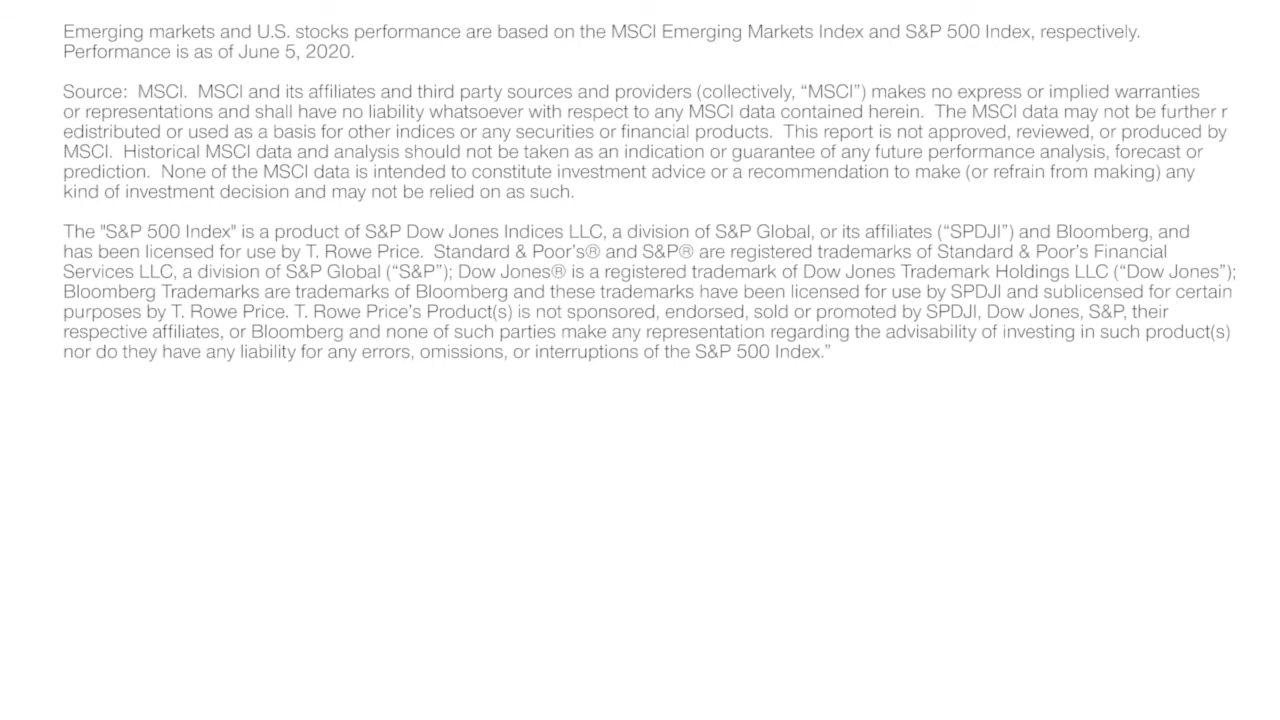 Emerging markets and U.S. stocks performance are based on the MSCI Emerging Markets Index and S&P 500 Index, respectively.
Performance is as of June 5, 2020.
Source:  MSCI.  MSCI and its affiliates and third party sources and providers (collectively, “MSCI”) makes no express or implied warranties
or representations and shall have no liability whatsoever with respect to any MSCI data contained herein.  The MSCI data may not be further r
edistributed or used as a basis for other indices or any securities or financial products.  This report is not approved, reviewed, or produced by
MSCI.  Historical MSCI data and analysis should not be taken as an indication or guarantee of any future performance analysis, forecast or
prediction.  None of the MSCI data is intended to constitute investment advice or a recommendation to make (or refrain from making) any
kind of investment decision and may not be relied on as such.
The "S&P 500 Index" is a product of S&P Dow Jones Indices LLC, a division of S&P Global, or its affiliates (“SPDJI”) and Bloomberg, and
has been licensed for use by T. Rowe Price.  Standard & Poor’s® and S&P® are registered trademarks of Standard & Poor’s Financial
Services LLC, a division of S&P Global (“S&P”); Dow Jones® is a registered trademark of Dow Jones Trademark Holdings LLC (“Dow Jones”);
Bloomberg Trademarks are trademarks of Bloomberg and these trademarks have been licensed for use by SPDJI and sublicensed for certain
purposes by T. Rowe Price. T. Rowe Price’s Product(s) is not sponsored, endorsed, sold or promoted by SPDJI, Dow Jones, S&P, their
respective affiliates, or Bloomberg and none of such parties make any representation regarding the advisability of investing in such product(s)
nor do they have any liability for any errors, omissions, or interruptions of the S&P 500 Index.”